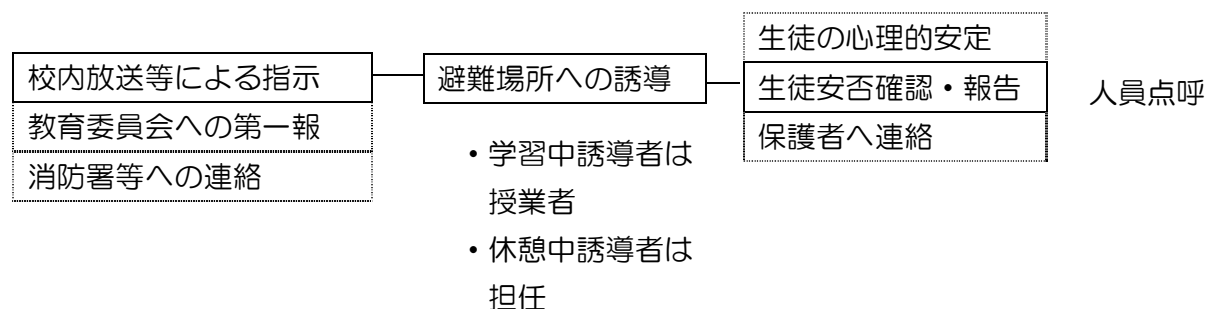 校内放送等による指示
教育委員会への第一報
消防署等への連絡
避難場所への誘導
・学習中誘導者は
授業者
・休憩中誘導者は
担任
生徒の心理的安定
生徒安否確認・報告
保護者へ連絡
人員点呼